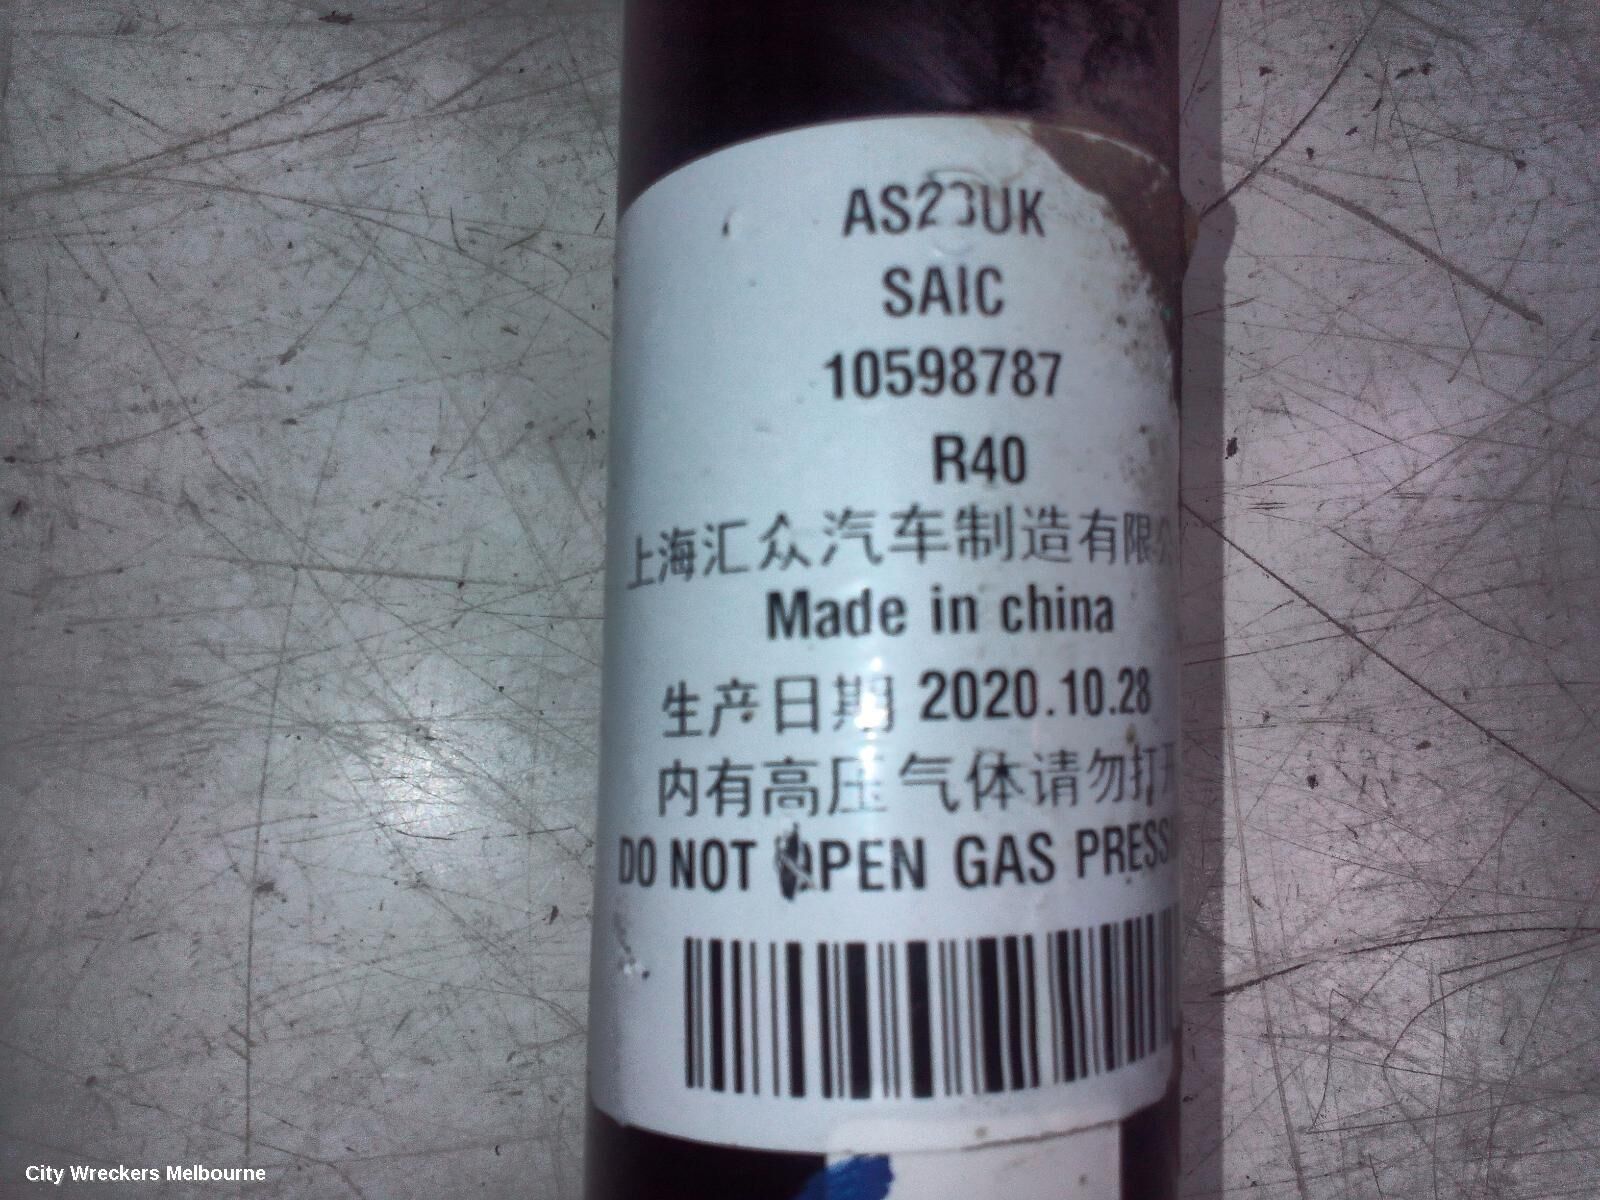 AS23UK
SAIC
10598787
R40
上海汇众汽车制造有限公
Made in china
生产日期 2020.10.28
内有高压气体请勿打开
DO NOT OPEN GAS PRESS
City Wreckers Melbourne